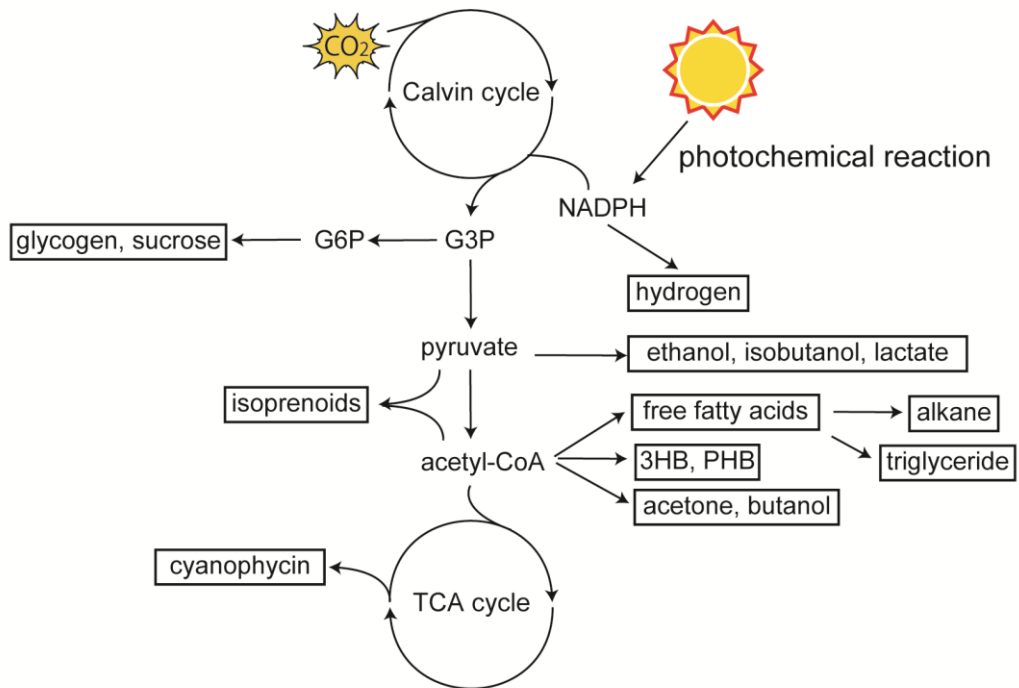 CO₂
Calvin cycle
photochemical reaction
NADPH
glycogen, sucrose
G6P
G3P
hydrogen
pyruvate
ethanol, isobutanol, lactate
isoprenoids
free fatty acids
alkane
acetyl-CoA
3HB, PHB
triglyceride
acetone, butanol
cyanophycin
TCA cycle